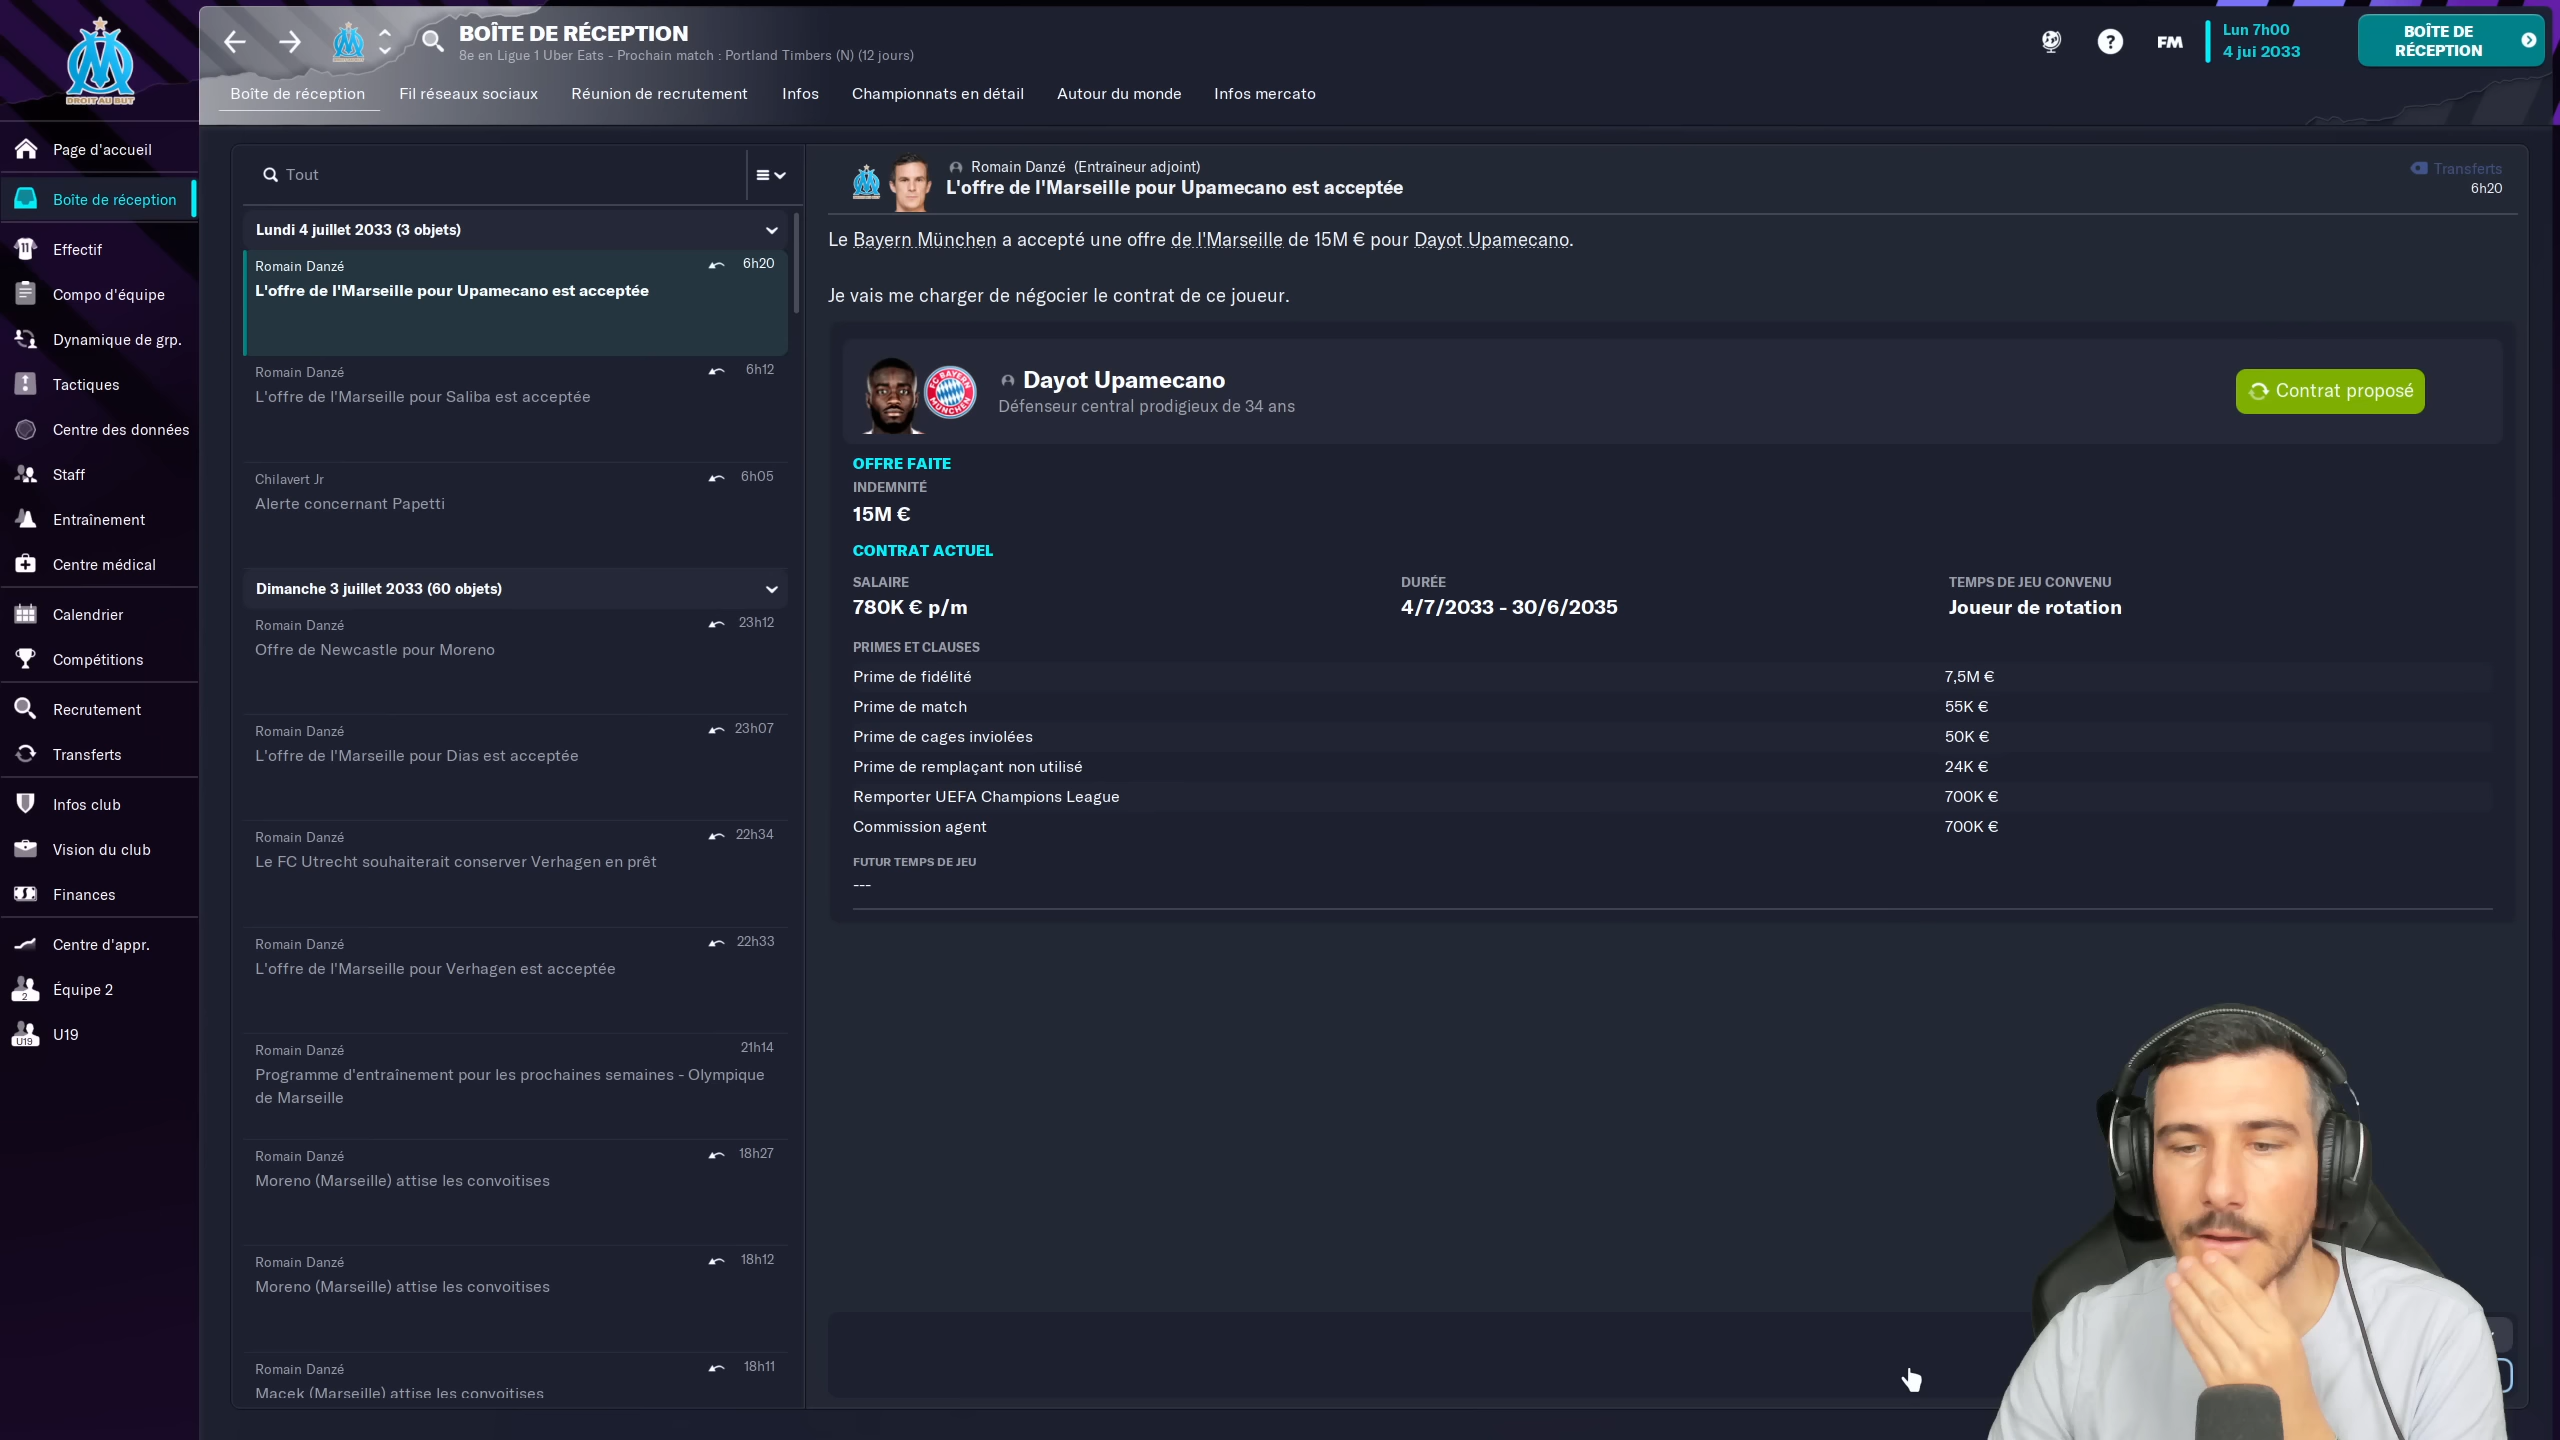 DROIT AU BUT
BOÎTE DE RÉCEPTION
8e en Ligue 1 Uber Eats - Prochain match : Portland Timbers (N) (12 jours)
FM
Lun 7h00
4 jui 2033
BOÎTE DE
RÉCEPTION
Boîte de réception
Fil réseaux sociaux
Réunion de recrutement
Infos
Championnats en détail
Autour du monde
Infos mercato
Page d'accueil
Boîte de réception
Effectif
Compo d'équipe
Dynamique de grp.
Tactiques
Centre des données
Staff
Entraînement
Centre médical
Calendrier
Compétitions
Recrutement
Transferts
Infos club
Vision du club
Finances
Centre d'appr.
2
Équipe 2
U19
U19
Tout
Lundi 4 juillet 2033 (3 objets)
Romain Danzé
6h20
L'offre de l'Marseille pour Upamecano est acceptée
Romain Danzé
6h12
L'offre de l'Marseille pour Saliba est acceptée
Chilavert Jr
6h05
Alerte concernant Papetti
Dimanche 3 juillet 2033 (60 objets)
Romain Danzé
23h12
Offre de Newcastle pour Moreno
Romain Danzé
23h07
L'offre de l'Marseille pour Dias est acceptée
Romain Danzé
22h34
Le FC Utrecht souhaiterait conserver Verhagen en prêt
Romain Danzé
22h33
L'offre de l'Marseille pour Verhagen est acceptée
Romain Danzé
21h14
Programme d'entraînement pour les prochaines semaines - Olympique
de Marseille
Romain Danzé
18h27
Moreno (Marseille) attise les convoitises
Romain Danzé
18h12
Moreno (Marseille) attise les convoitises
Romain Danzé
18h11
Macek (Marseille) attise les convoitises
Romain Danzé (Entraîneur adjoint)
L'offre de l'Marseille pour Upamecano est acceptée
Transferts
6h20
Le Bayern München a accepté une offre de l'Marseille de 15M € pour Dayot Upamecano.
Je vais me charger de négocier le contrat de ce joueur.
Dayot Upamecano
Défenseur central prodigieux de 34 ans
Contrat proposé
OFFRE FAITE
INDEMNITÉ
15M €
CONTRAT ACTUEL
SALAIRE
780K € p/m
DURÉE
4/7/2033 - 30/6/2035
TEMPS DE JEU CONVENU
Joueur de rotation
PRIMES ET CLAUSES
Prime de fidélité
7,5M €
Prime de match
55K €
Prime de cages inviolées
50K €
Prime de remplaçant non utilisé
24K €
Remporter UEFA Champions League
700K €
Commission agent
700K €
FUTUR TEMPS DE JEU
---